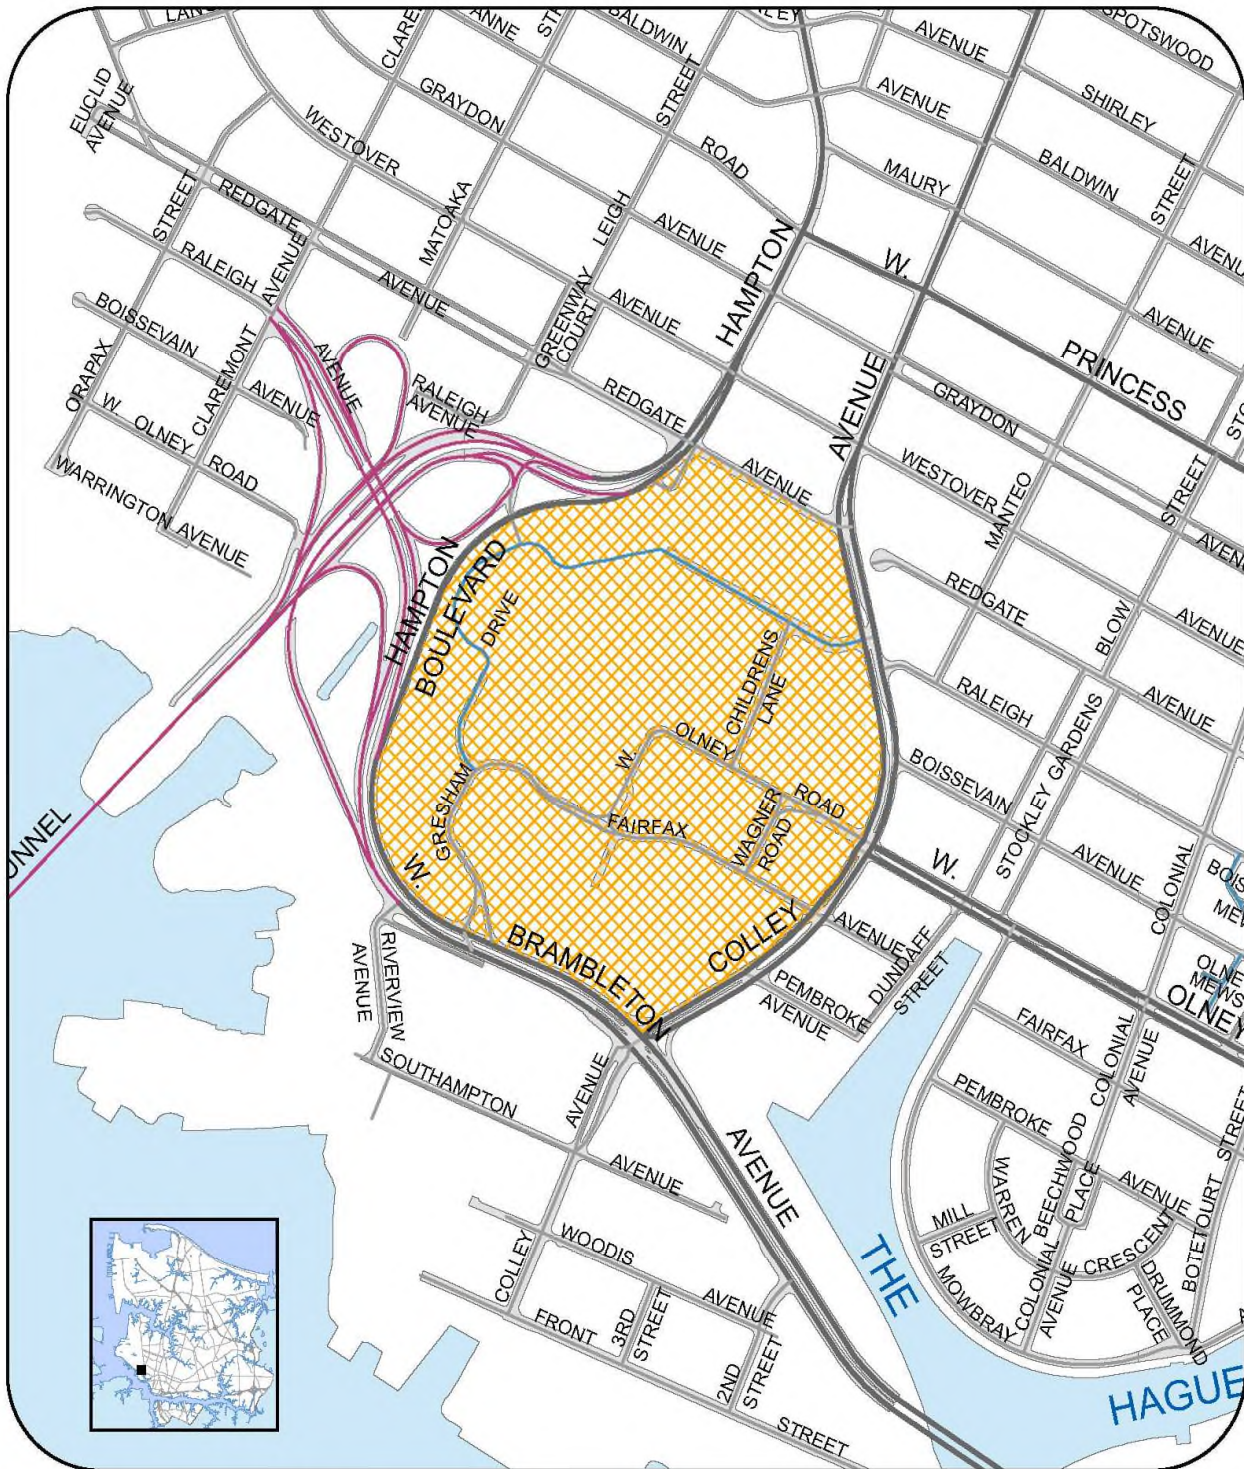 ANNE
BALDWIN
AVENUE
SPOTSWOOD
EUCLID
AVENUE
GRAYDON
STREET
AVENUE
SHIRLEY
WESTOVER
ROAD
MAURY
BALDWIN
STREET
STREET
REDGATE
MATOAKA
LEIGH
AVENUE
HAMPTON
W.
RALEIGH
AVENUE
AVENUE
GREENWAY
COURT
AVENUE
AVENUE
PRINCESS
BOISSEVAIN
CLAREMONT
AVENUE
RALEIGH
AVENUE
REDGATE
AVENUE
GRAYDON
ORAPAX
AVENUE
W OLNEY
ROAD
AVENUE
WESTOVER
MANTEO
STREET
WARRINGTON AVENUE
HAMPTON
BOULEVARD
DRIVE
REDGATE
BLOW
AVENUE
CHILDRENS
LANE
RALEIGH
AVENUE
W.
OLNEY
BOISSEVAIN
STOCKLEY GARDENS
GRESHAM
FAIRFAX
WAGNER
ROAD
ROAD
W.
AVENUE
COLONIAL
W.
BRAMBLETON
COLLEY
AVENUE
DUNDAFF
STREET
RIVERVIEW
AVENUE
PEMBROKE
AVENUE
MEWS
OLNEY
FAIRFAX
COLONIAL
AVENUE
SOUTHAMPTON
AVENUE
PEMBROKE
STREET
AVENUE
AVENUE
BEECHWOOD
PLACE
AVENUE
WARREN
MILL
STREET
CRESCENT
BOTETOURT
WOODIS
COLLEY
THE
MOWBRAY
COLONIAL
AVENUE
DRUMMOND
PLACE
FRONT
3RD
STREET
AVENUE
2ND
STREET
STREET
HAGUE